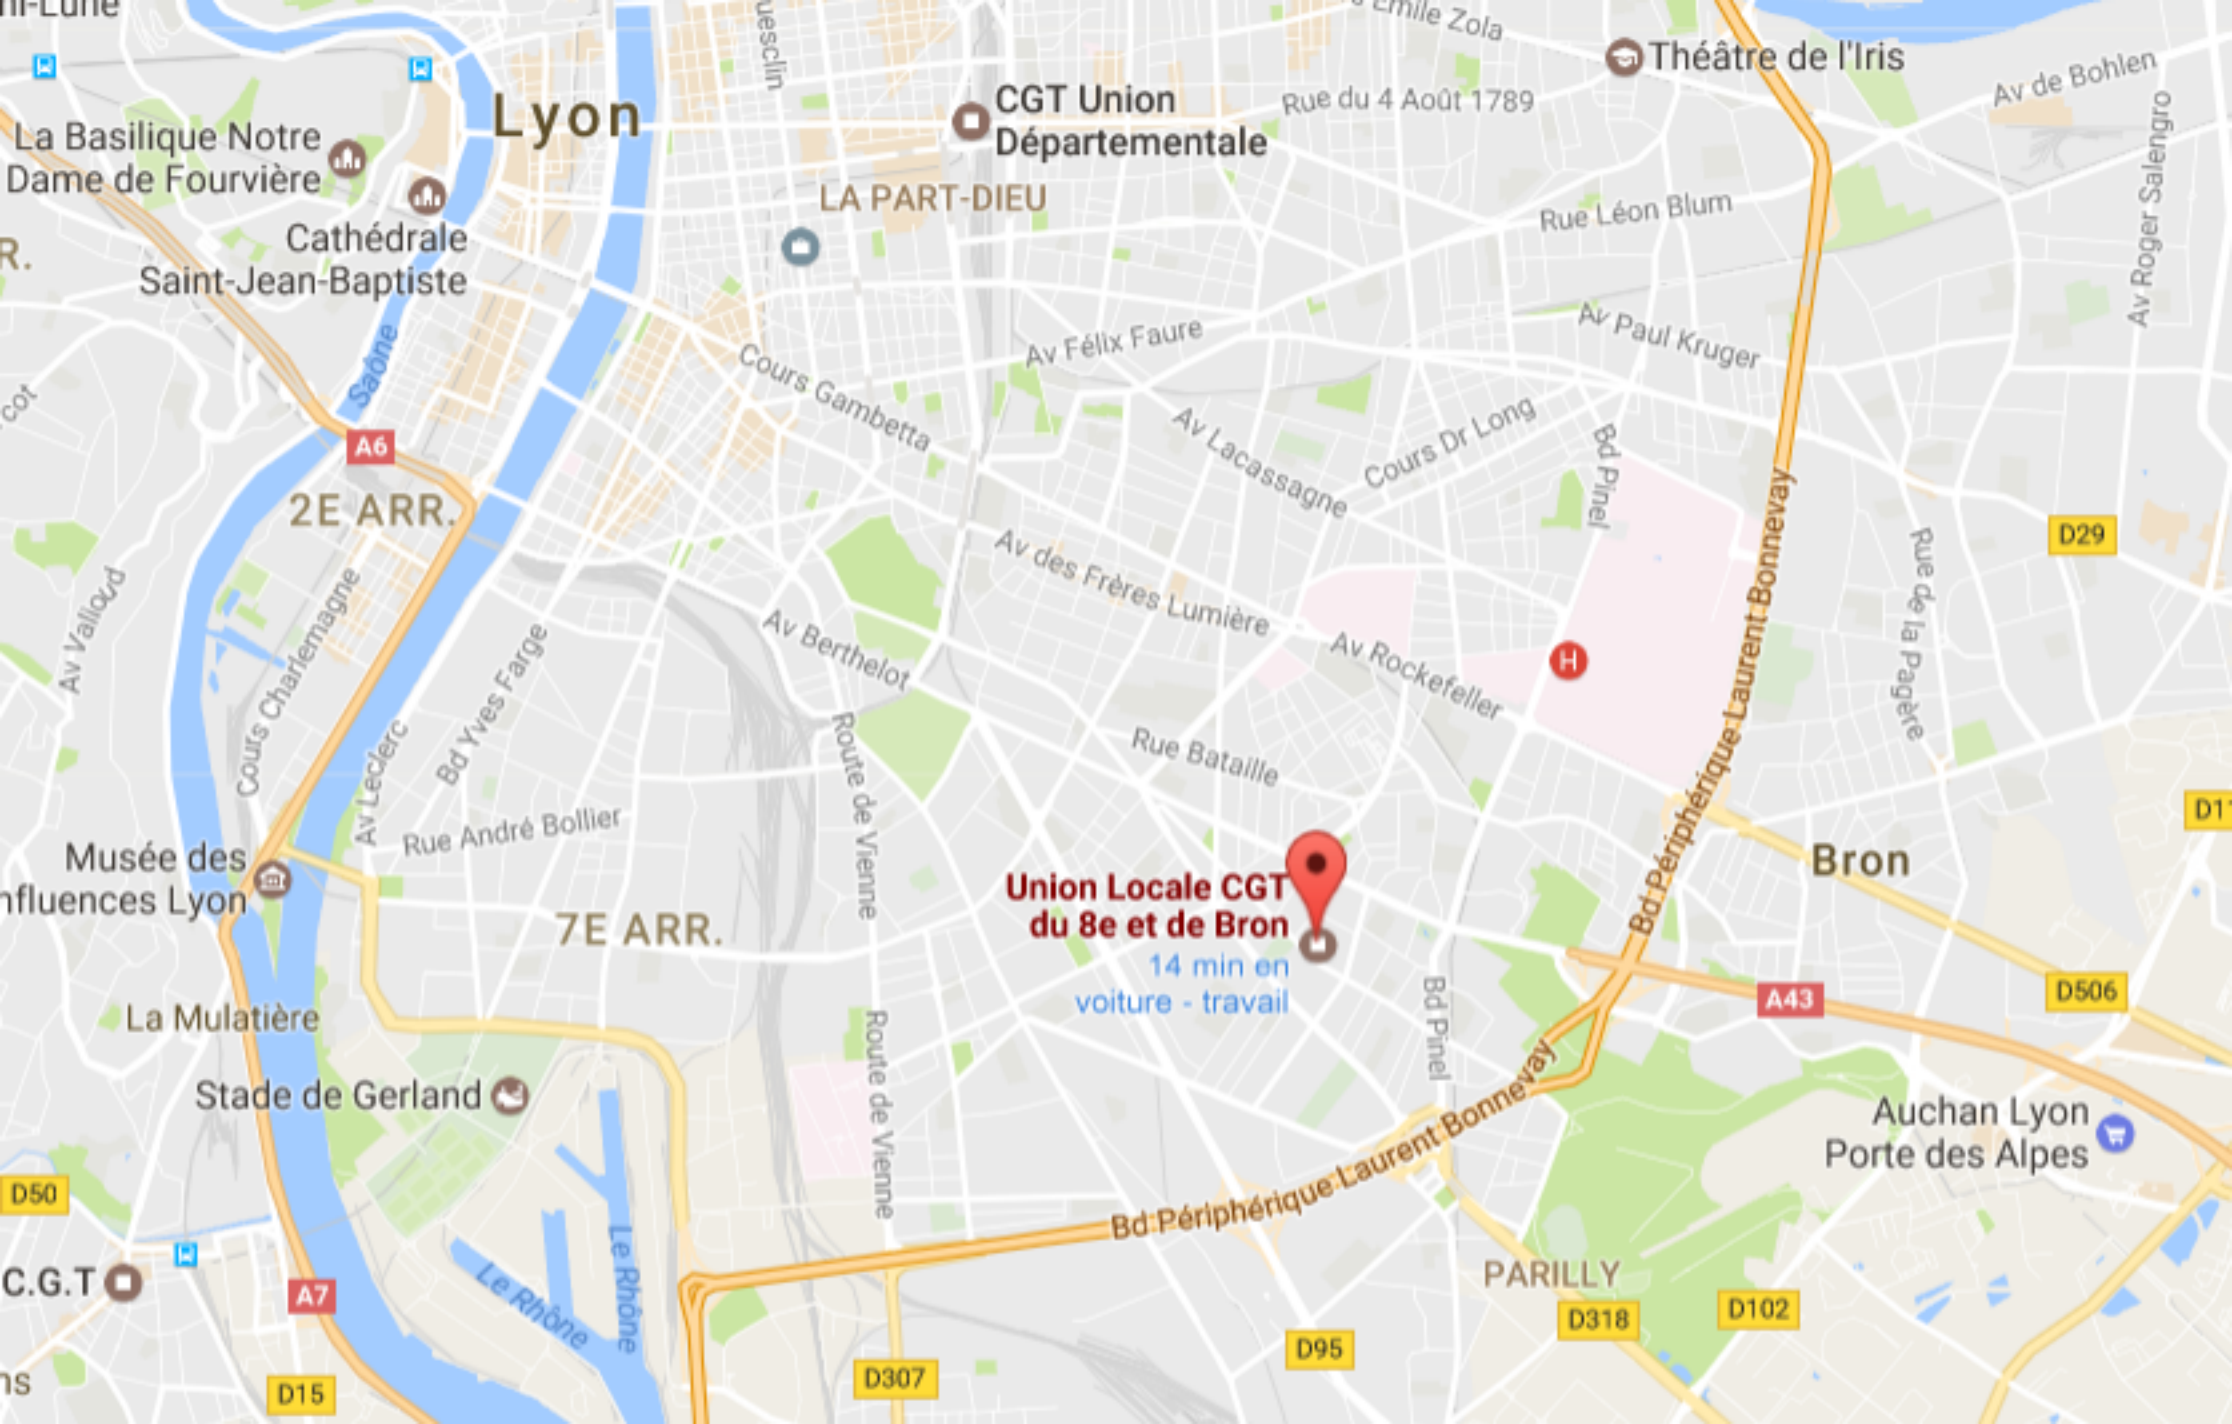 Emile Zola
Théâtre de l'Iris
Av de Bohlen
Lyon
CGT Union
Départementale
Rue du 4 Août 1789
La Basilique Notre
Dame de Fourvière
LA PART-DIEU
Rue Léon Blum
Av Roger Salengro
Cathédrale
Saint-Jean-Baptiste
R.
Saône
Av Félix Faure
Av Paul Kruger
Cours Gambetta
Av Lacassagne
Cours Dr Long
Bd Pinel
A6
2E ARR.
D29
Av des Frères Lumière
Av Valioud
Cours Charlemagne
Bd Yves Farge
Av Berthelot
Av Rockefeller
H
Rue de la Pagère
Bd Périphérique Laurent Bonnevay
Av Leclerc
Route de Vienne
Rue Bataille
Rue André Bollier
Musée des
nfluences Lyon
Bron
D11
7E ARR.
Union Locale CGT
du 8e et de Bron
14 min en
voiture - travail
Bd Pinel
A43
D506
La Mulatière
Route de Vienne
Stade de Gerland
Auchan Lyon
Porte des Alpes
Bd Périphérique Laurent Bonnevay
D50
Le Rhône
Le Rhône
C.G.T
A7
PARILLY
D318
D102
D95
D307
D15
ns